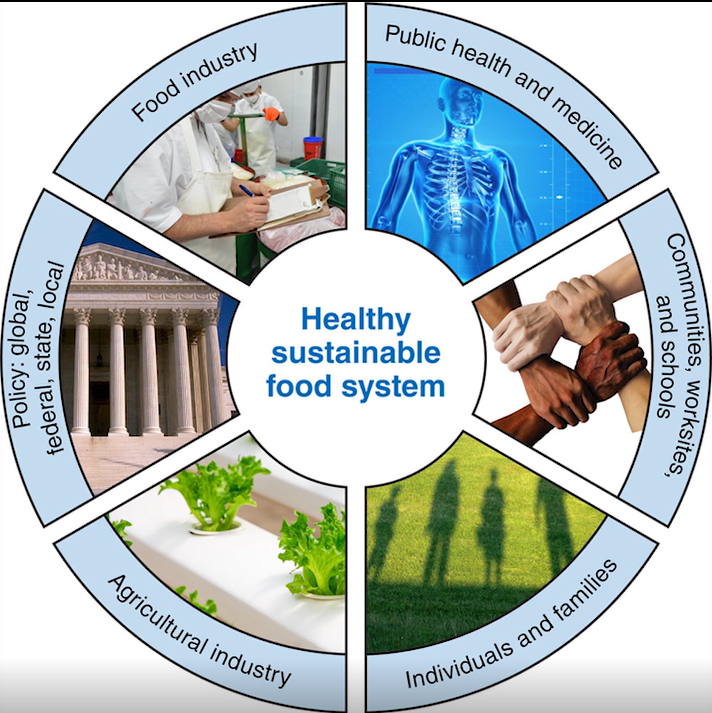 Food industry
Public health and medicine
Communities, worksites,
and schools
Individuals and families
Agricultural industry
Policy: global,
federal, state, local
Healthy
sustainable
food system